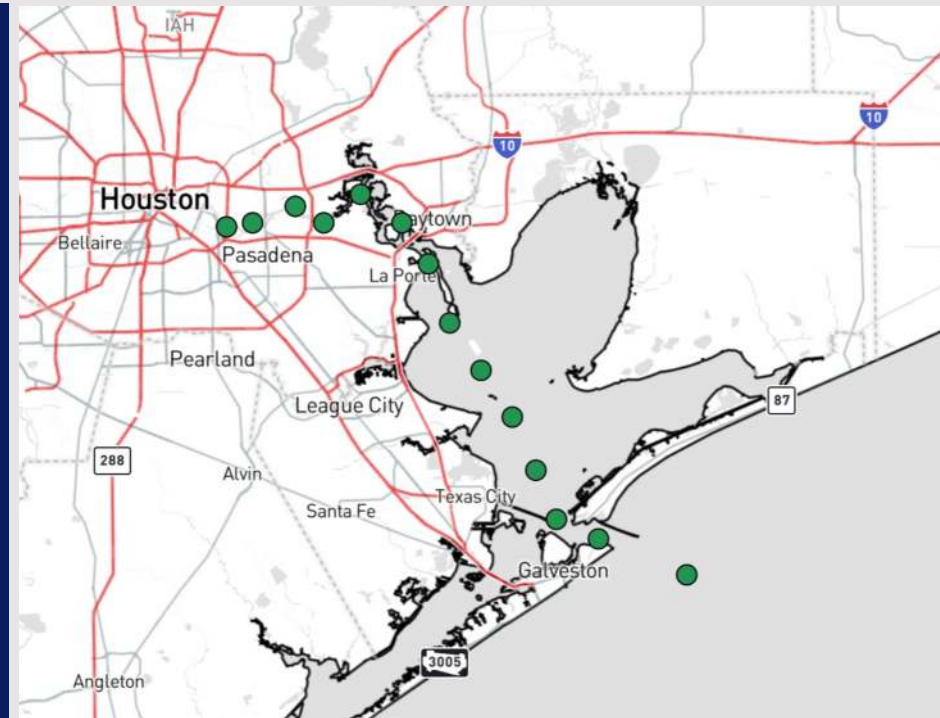 IAH
10
10
Houston
Baytown
Bellaire
Pasadena
La Porte
Pearland
87
League City
288
Alvin
Texas City
Santa Fe
Galveston
3005
Angleton